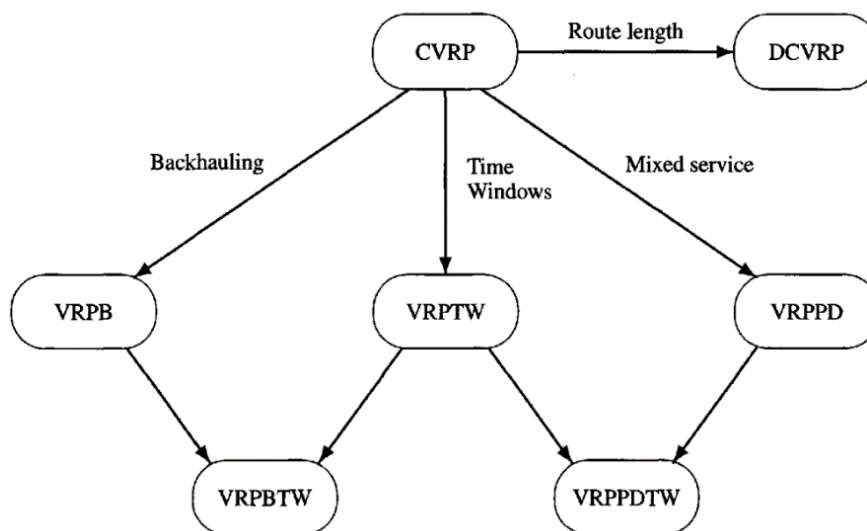 Route length
CVRP
DCVRP
Backhauling
Time
Windows
Mixed service
VRPB
VRPTW
VRPPD
VRPBTW
VRPPDTW